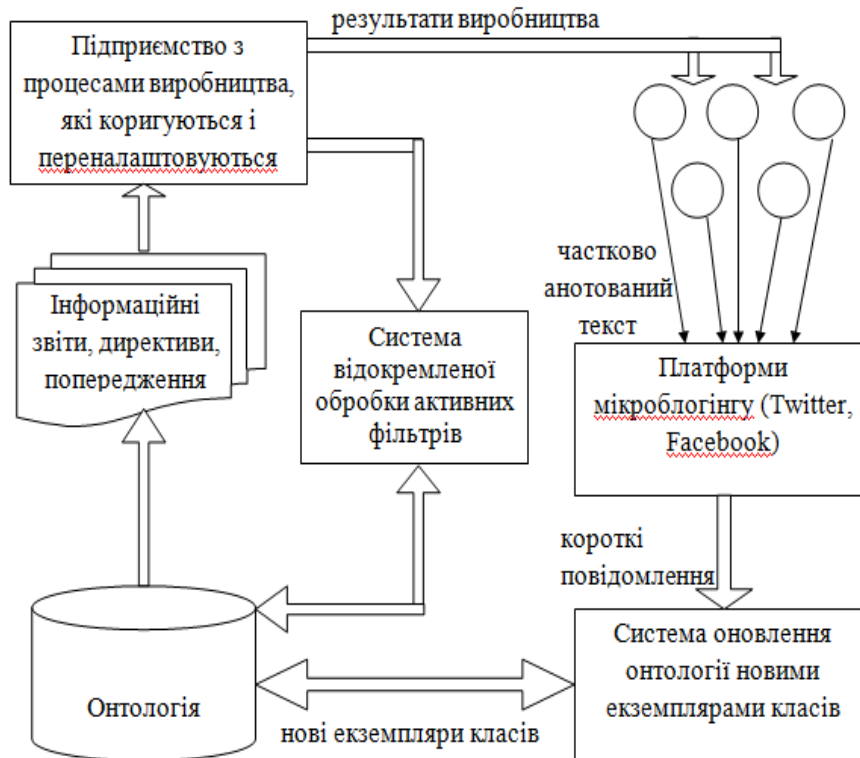 результати виробництва
Підприємство з
процесами виробництва,
які коригуються і
переналаштовуються
частково
анотований
текст
Інформаційні
звіти, директиви,
попередження
Система
відокремленої
обробки активних
фільтрів
Платформи
мікроблогінгу (Twitter,
Facebook)
короткі
повідомлення
Система оновлення
онтології новими
екземплярами класів
Онтологія
нові екземпляри класів